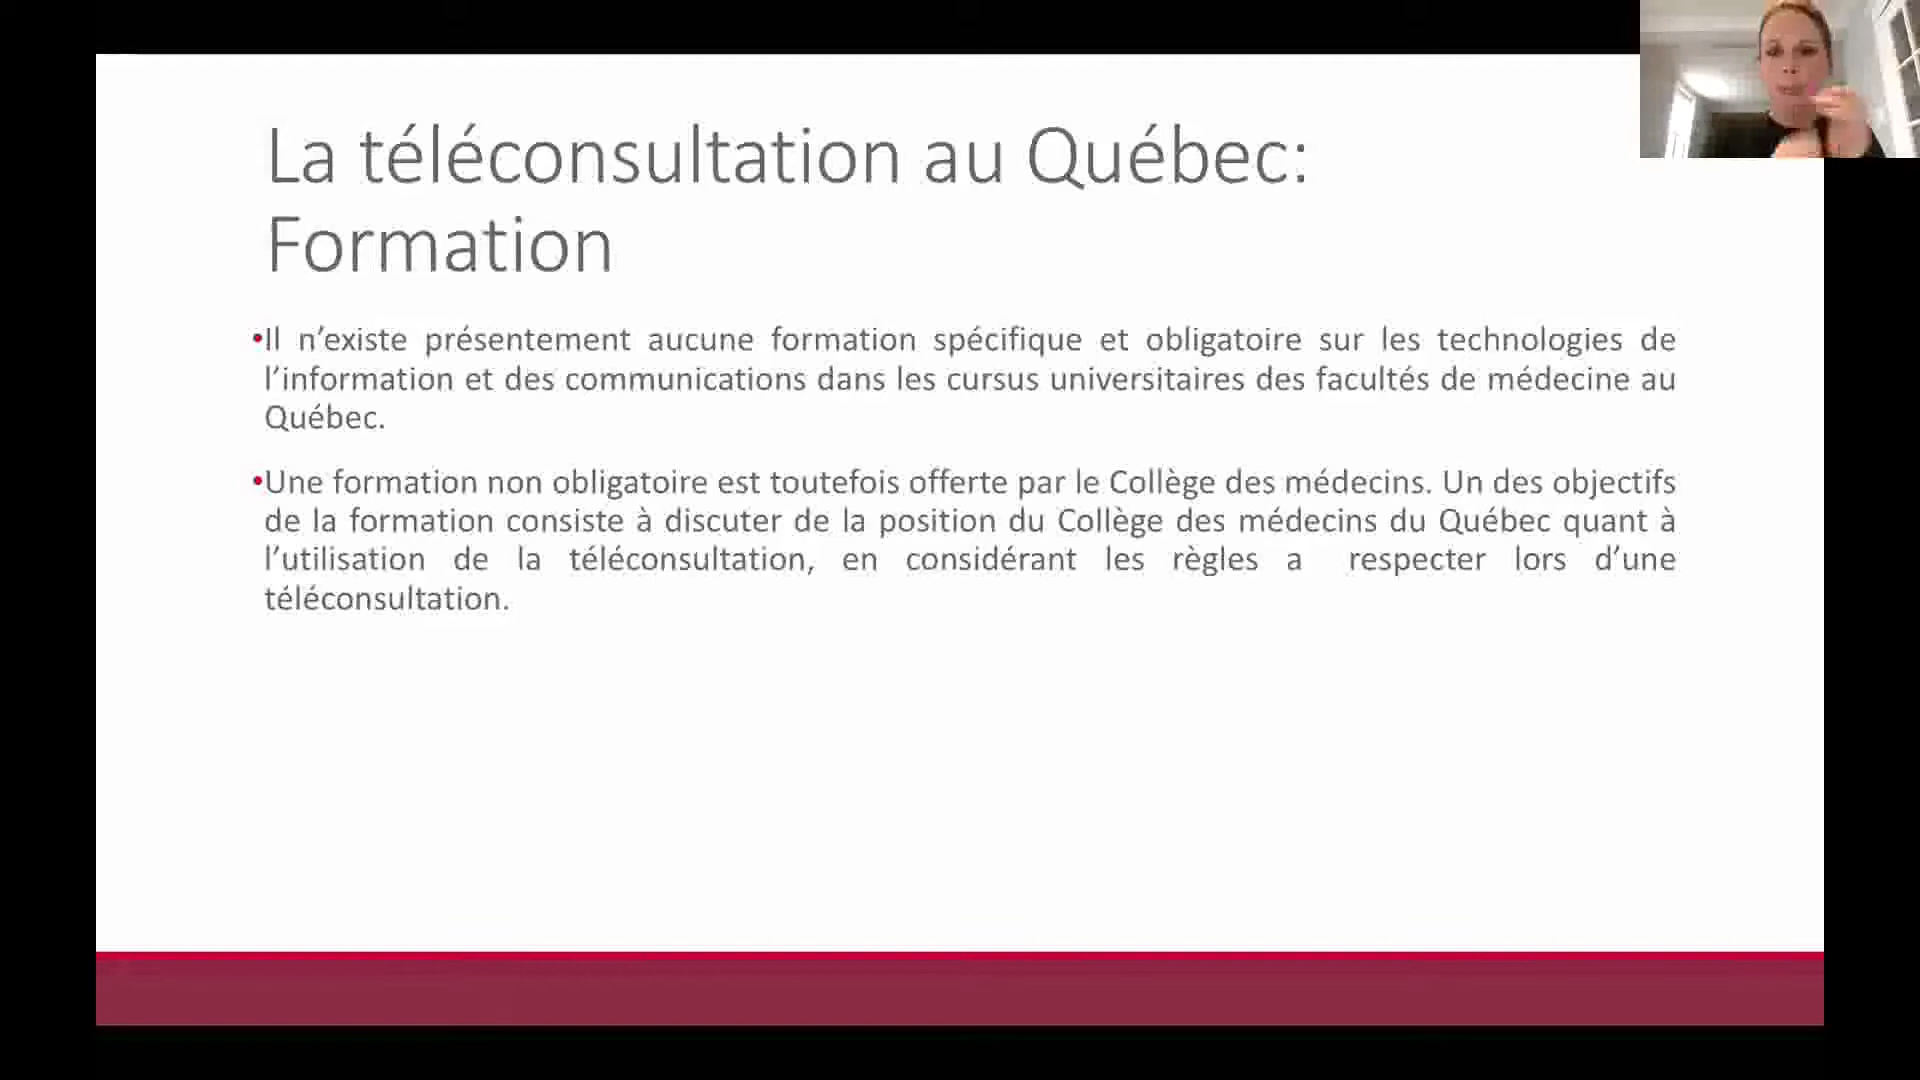 La téléconsultation au Québec:
Formation
•Il n’existe présentement aucune formation spécifique et obligatoire sur les technologies de
l’information et des communications dans les cursus universitaires des facultés de médecine au
Québec.
•Une formation non obligatoire est toutefois offerte par le Collège des médecins. Un des objectifs
de la formation consiste à discuter de la position du Collège des médecins du Québec quant à
l’utilisation de la téléconsultation, en considérant les règles a respecter lors d’une
téléconsultation.